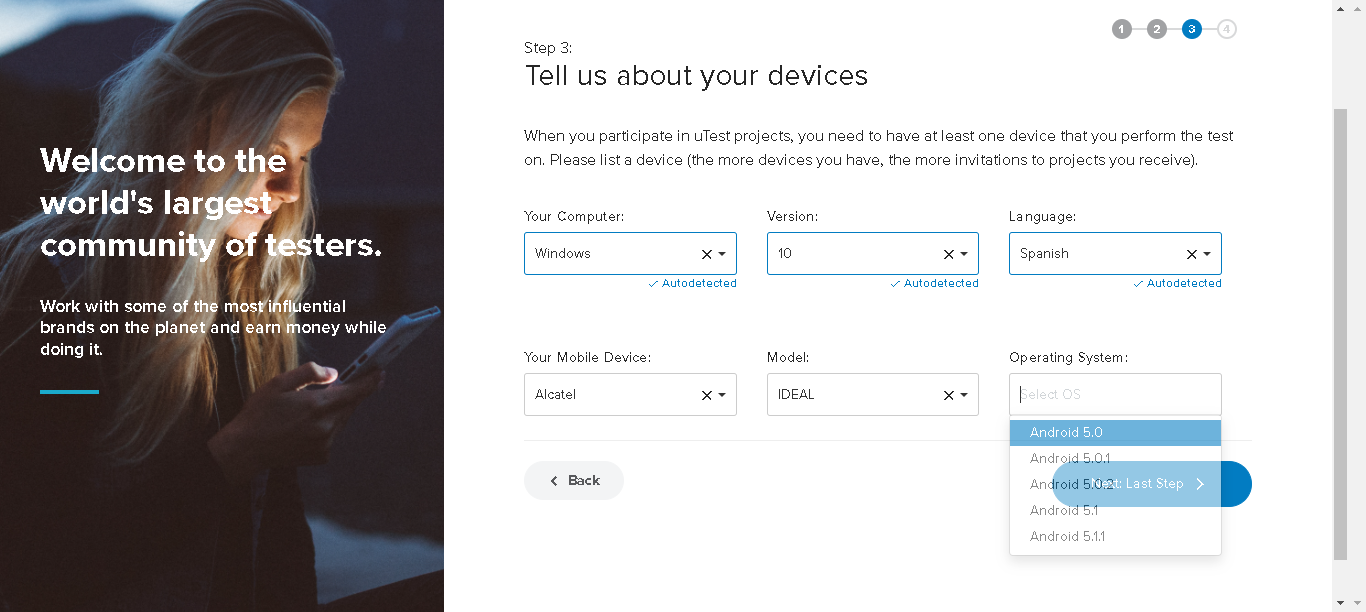 Welcome to the
world's largest
community of testers.
Work with some of the most influential
brands on the planet and earn money while
doing it.
1 2 3 4
Step 3:
Tell us about your devices
When you participate in uTest projects, you need to have at least one device that you perform the test
on. Please list a device (the more devices you have, the more invitations to projects you receive).
Your Computer: Version: Language:
Windows 10 Spanish
Autodetected Autodetected Autodetected
Your Mobile Device: Model: Operating System:
Alcatel IDEAL Select OS
Android 5.0
Android 5.0.1
Back Android 5.0.2 Next: Last Step
Android 5.1
Android 5.1.1